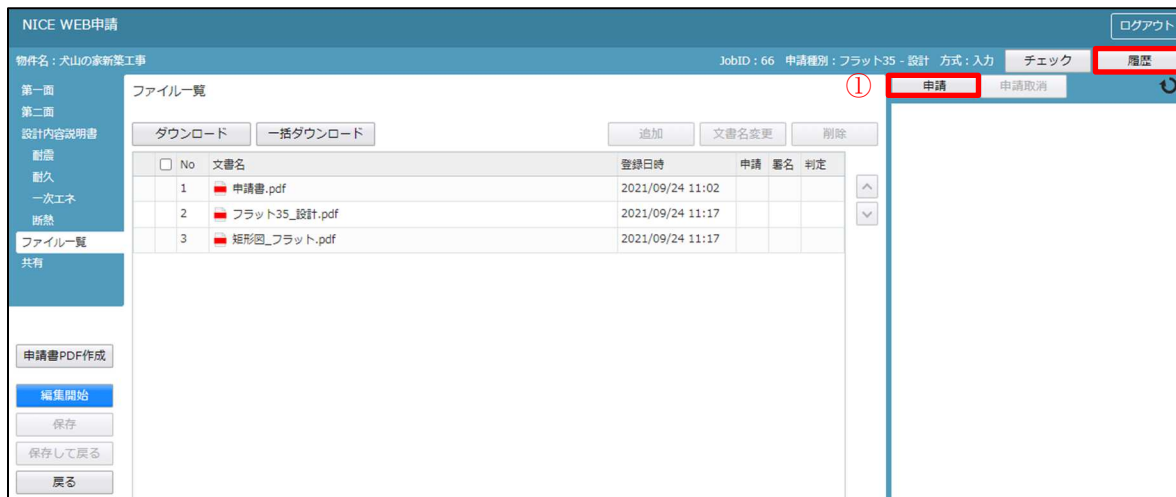 NICE WEB申請
ログアウト
物件名：犬山の家新築工事
JobID：66 申請種別：フラット35 - 設計 方式：入力
チェック
履歴
第一面
第二面
設計内容説明書
耐震
耐久
一次エネ
断熱
ファイル一覧
共有
申請書PDF作成
編集開始
保存
保存して戻る
戻る
ファイル一覧
ダウンロード 一括ダウンロード 追加 文書名変更 削除
No 文書名 登録日時 申請 署名 判定
1 申請書.pdf 2021/09/24 11:02
2 フラット35_設計.pdf 2021/09/24 11:17
3 矩形図_フラット.pdf 2021/09/24 11:17
① 申請 申請取消